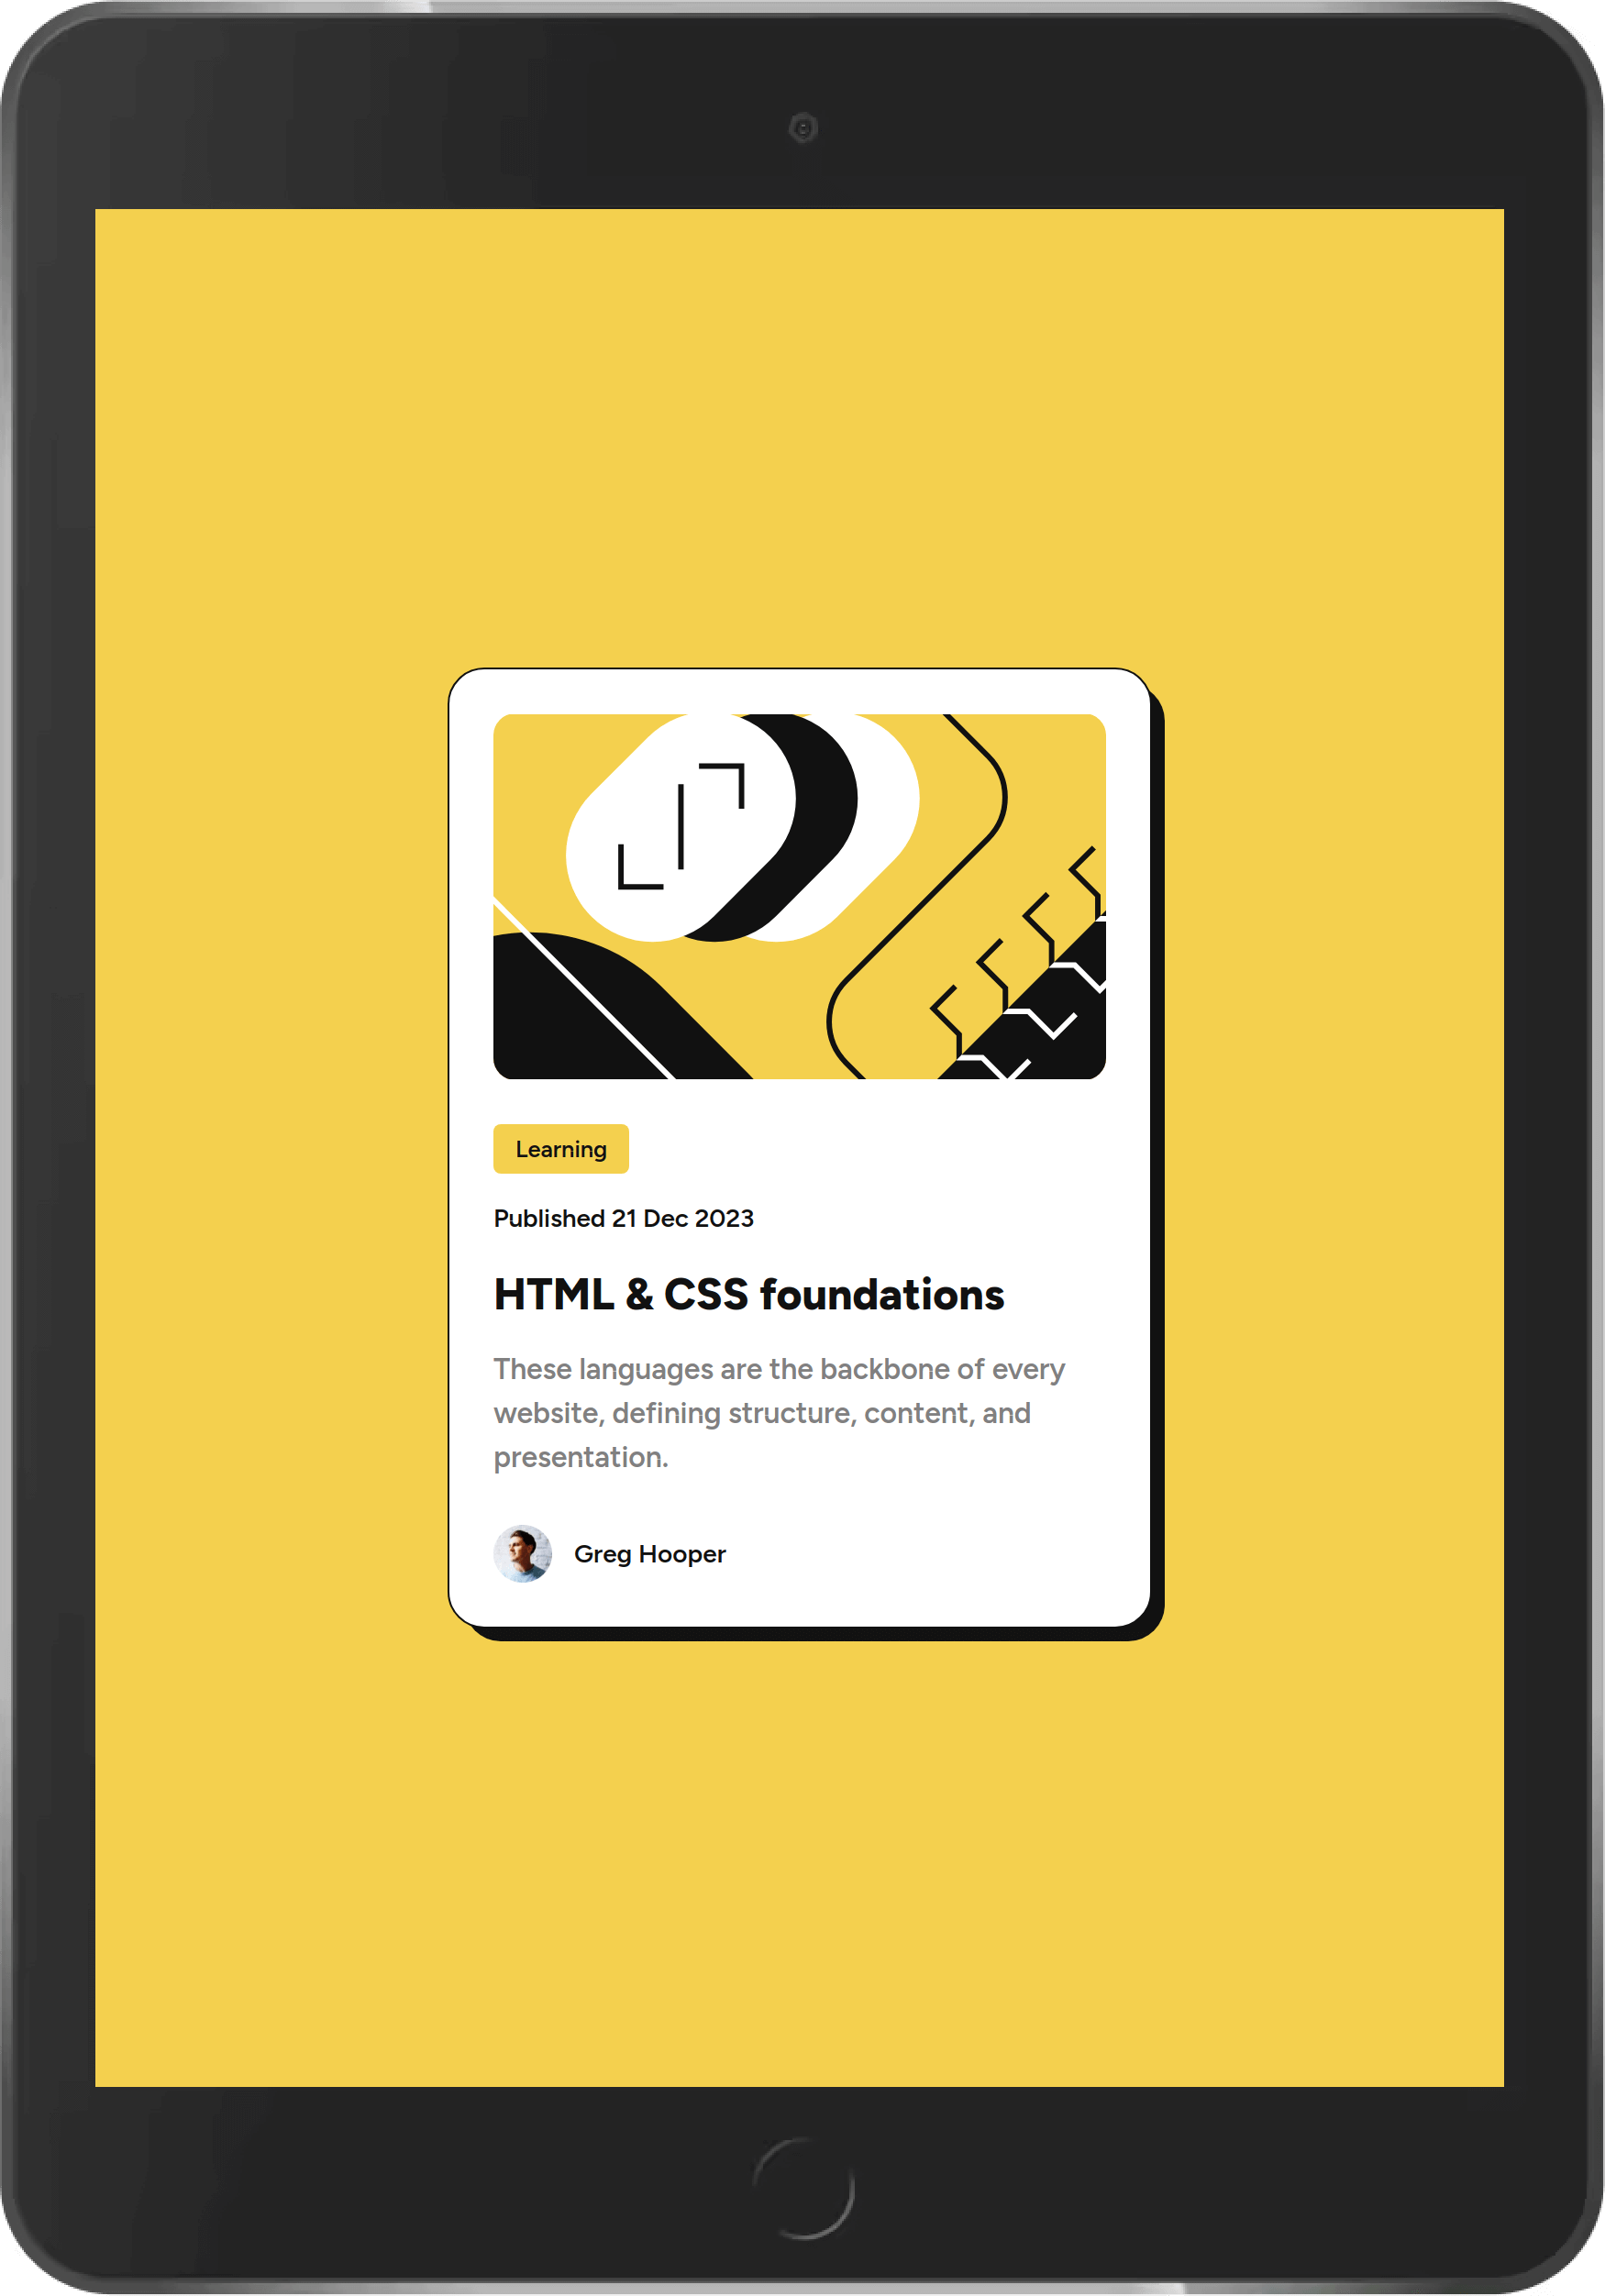 Learning
Published 21 Dec 2023
HTML & CSS foundations
These languages are the backbone of every
website, defining structure, content, and
presentation.
Greg Hooper